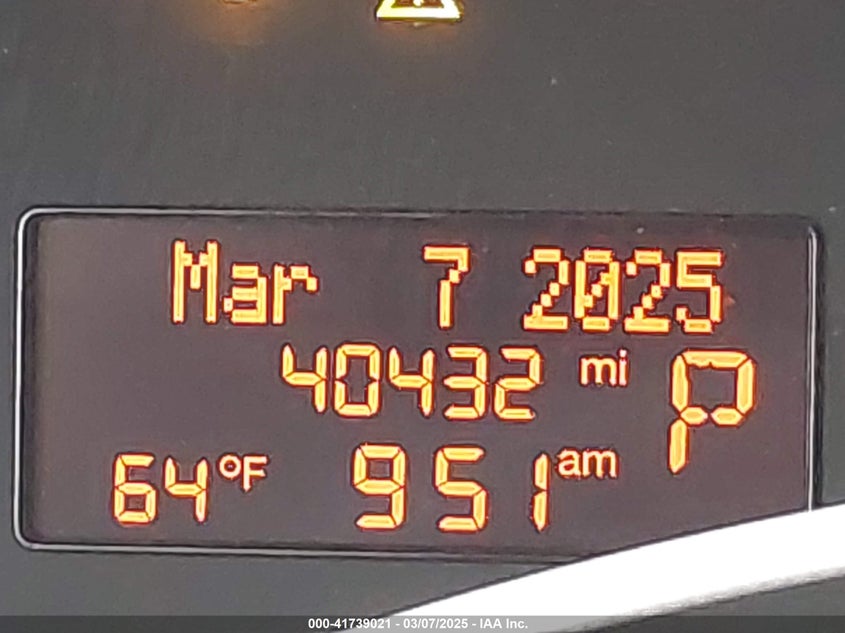 Mar 7 2025
40432 mi P
64 °F 951 am
000-41739021 - 03/07/2025 - IAA Inc.